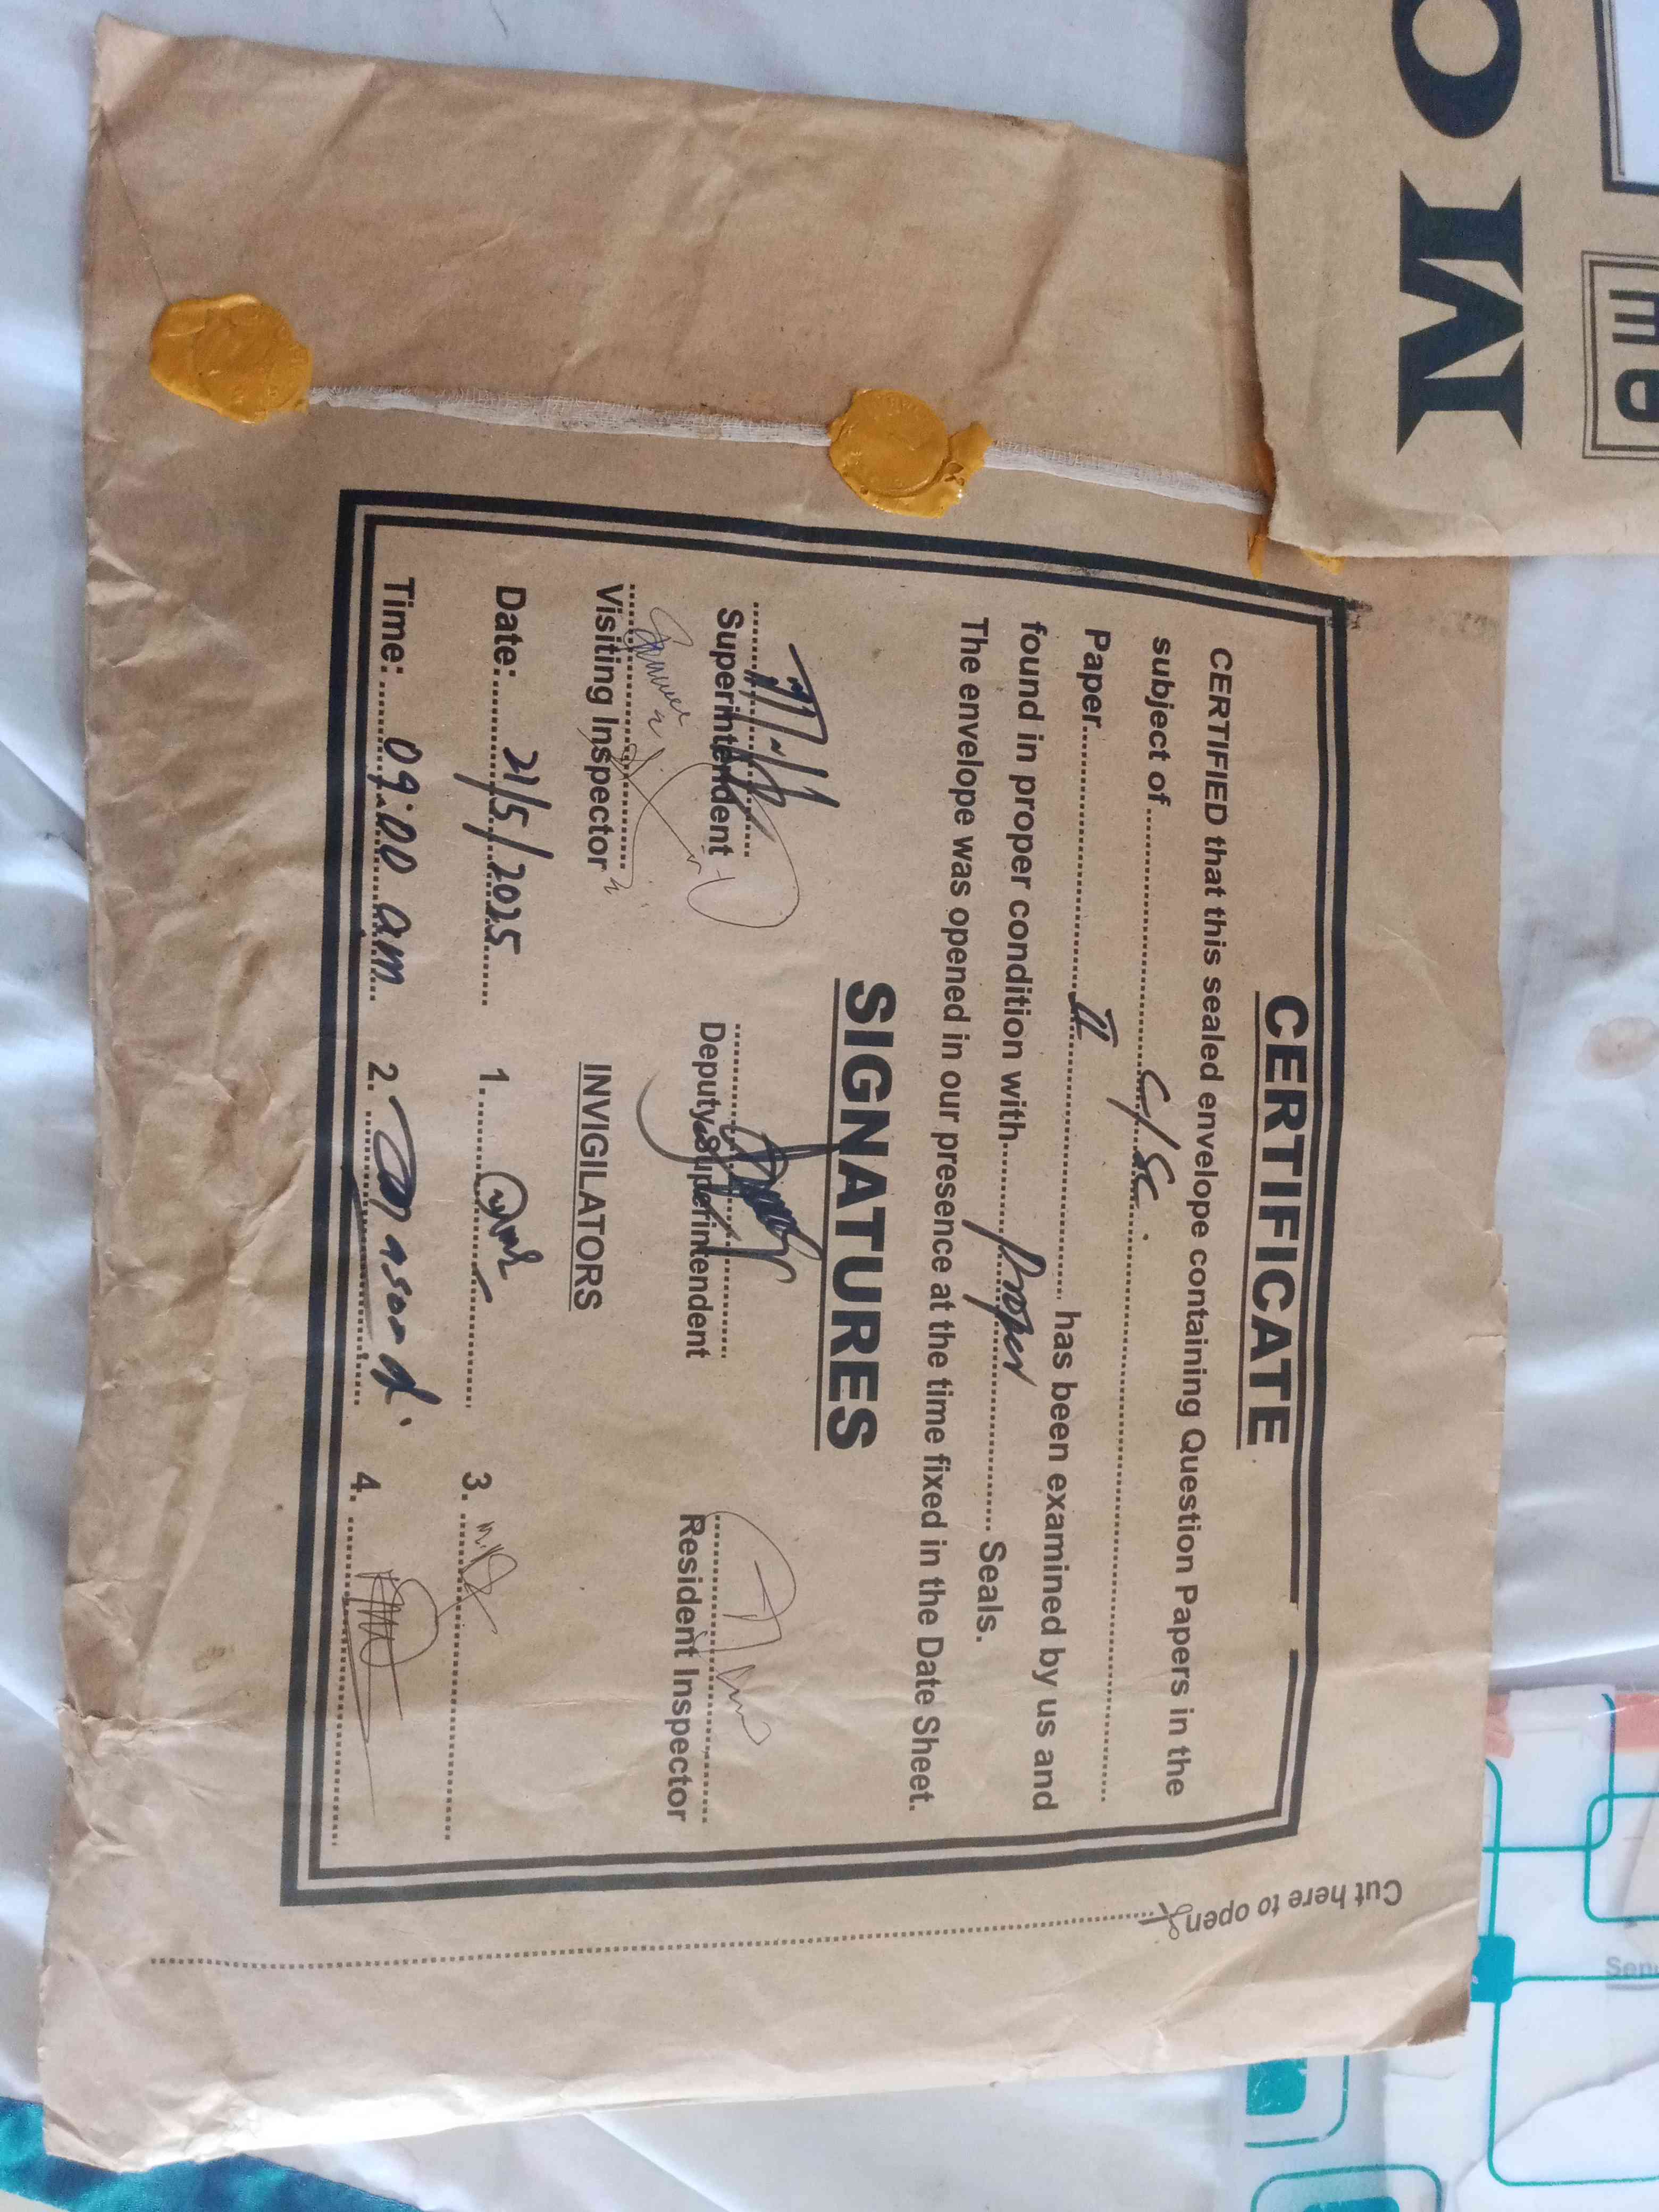 CERTIFICATE
CERTIFIED that this sealed envelope containing Question Papers in the
subject of C/Sc.
Paper II has been examined by us and
found in proper condition with Proper Seals.
The envelope was opened in our presence at the time fixed in the Date Sheet.
SIGNATURES
Superintendent
Deputy Superintendent
Resident Inspector
Visiting Inspector
INVIGILATORS
Date: 21/5/2025
1.
3.
Time: 09:00 am
2. Masood.
4.
Cut here to open
OM